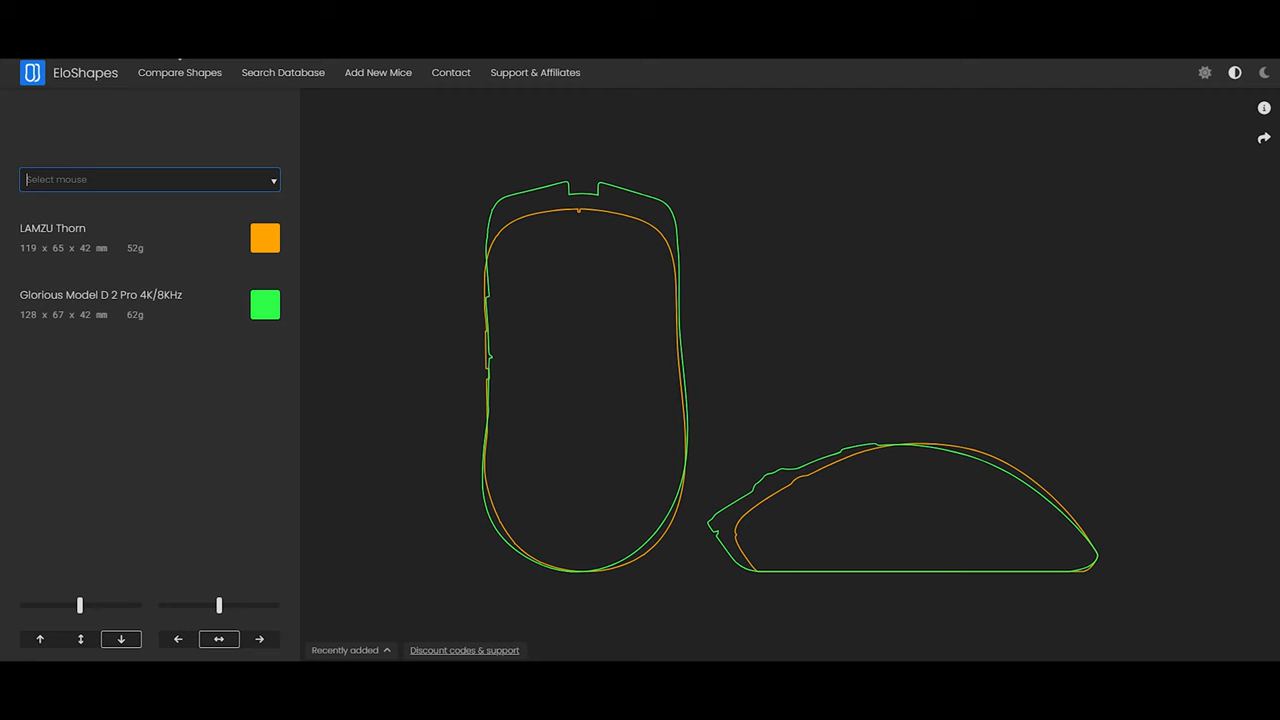 EloShapes
Compare Shapes
Search Database
Add New Mice
Contact
Support & Affiliates
Select mouse
LAMZU Thorn
119 x 65 x 42 mm 52g
Glorious Model D 2 Pro 4K/8KHz
128 x 67 x 42 mm 62g
Recently added
Discount codes & support